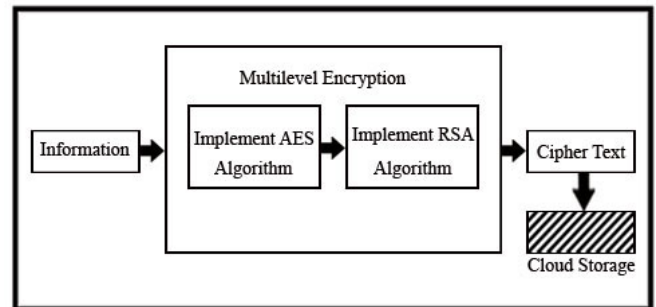 Multilevel Encryption
Information
Implement AES
Algorithm
Implement RSA
Algorithm
Cipher Text
Cloud Storage